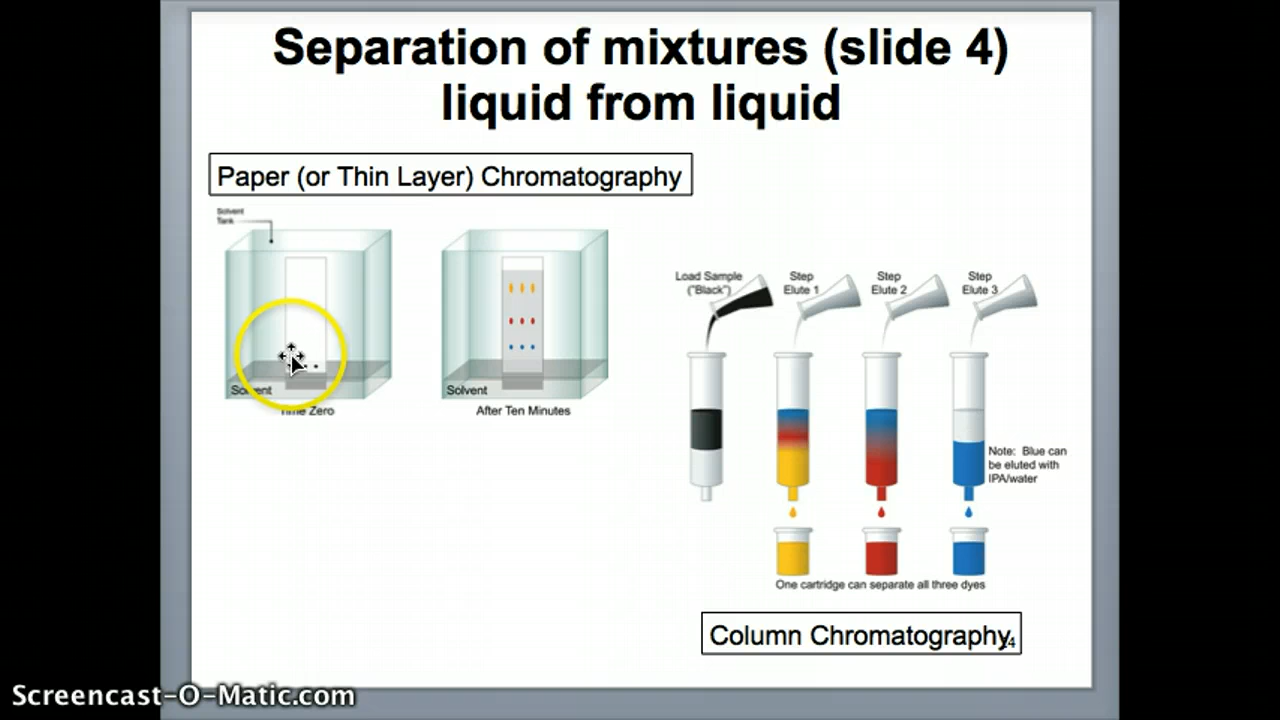 Separation of mixtures (slide 4)
liquid from liquid
Paper (or Thin Layer) Chromatography
Solvent
Tank
Solvent
Time Zero
Solvent
After Ten Minutes
Load Sample
("Black")
Step
Elute 1
Step
Elute 2
Step
Elute 3
Note: Blue can
be eluted with
IPA/water
One cartridge can separate all three dyes
Column Chromatography
Screencast-O-Matic.com